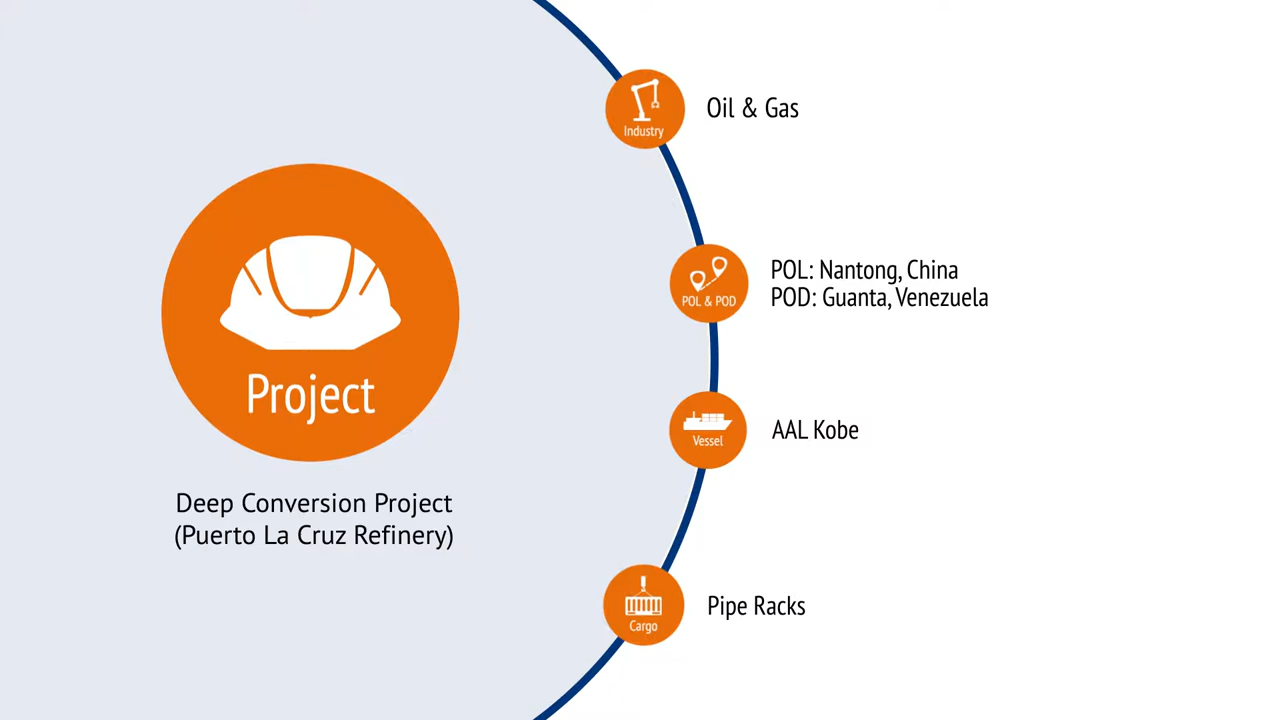 Project
Deep Conversion Project
(Puerto La Cruz Refinery)
Industry
Oil & Gas
POL & POD
POL: Nantong, China
POD: Guanta, Venezuela
Vessel
AAL Kobe
Cargo
Pipe Racks